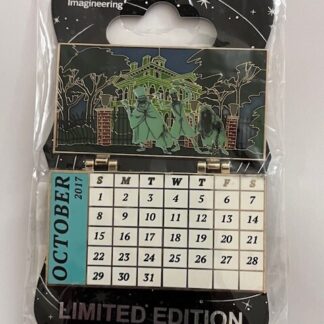 Imagineering
OCTOBER
2017
S M T W T F S
1 2 3 4 5 6 7
8 9 10 11 12 13 14
15 16 17 18 19 20 21
22 23 24 25 26 27 28
29 30 31
LIMITED EDITION